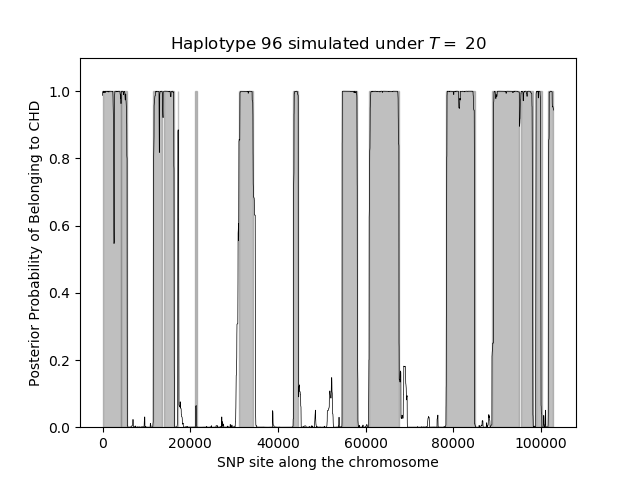 Haplotype 96 simulated under T = 20
Posterior Probability of Belonging to CHD
1.0
0.8
0.6
0.4
0.2
0.0
0 20000 40000 60000 80000 100000
SNP site along the chromosome